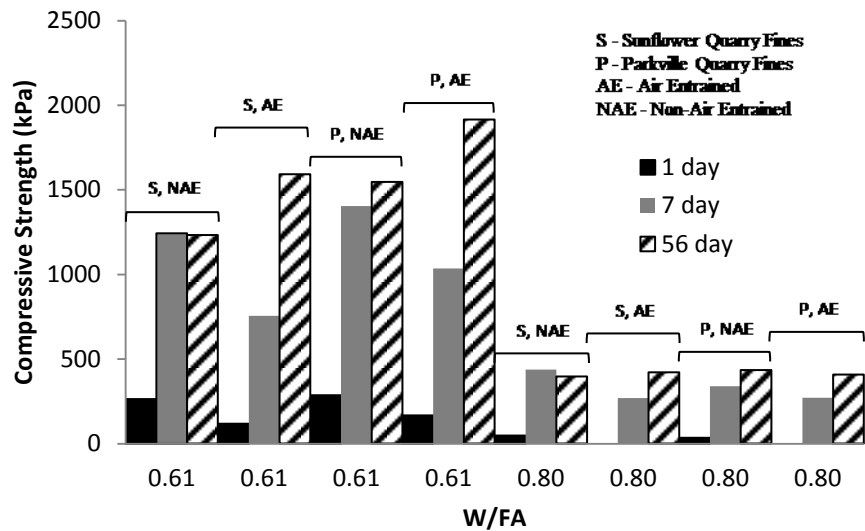 2500
2000
1500
1000
500
0
Compressive Strength (kPa)
S - Sunflower Quarry Fines
P - Parkville Quarry Fines
AE - Air Entrained
NAE - Non-Air Entrained
1 day
7 day
56 day
S, NAE
S, AE
P, NAE
P, AE
S, NAE
S, AE
P, NAE
P, AE
0.61 0.61 0.61 0.61 0.80 0.80 0.80 0.80
W/FA